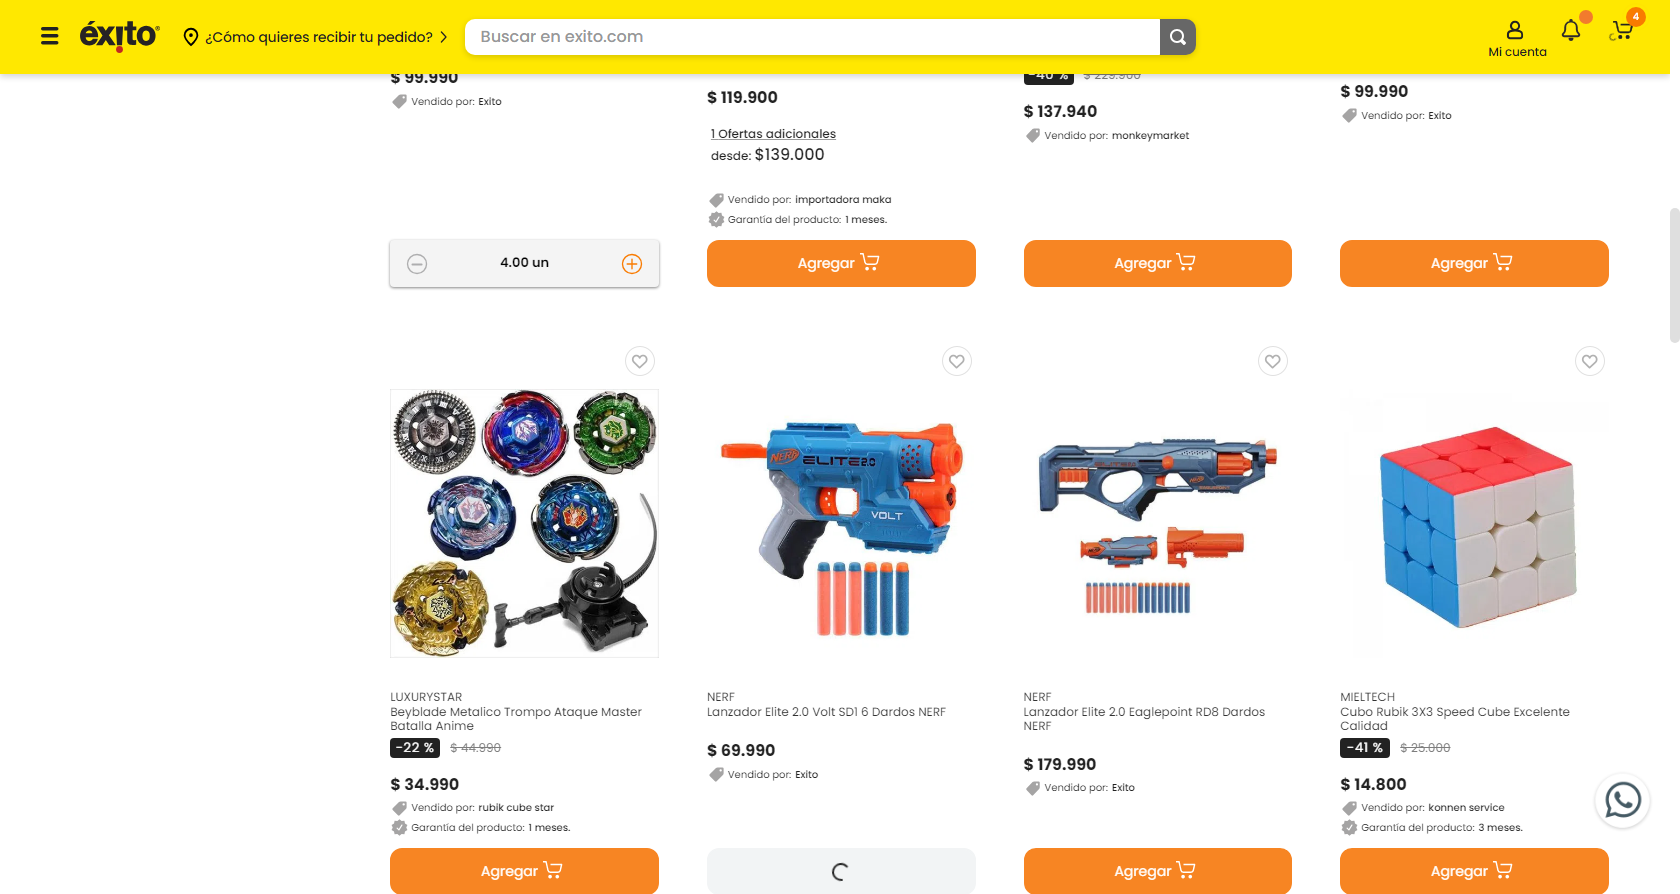 éxito
¿Cómo quieres recibir tu pedido?
Buscar en exito.com
Mi cuenta
4
$ 99.990
Vendido por: Exito
4.00 un
$ 119.900
1 Ofertas adicionales
desde: $139.000
Vendido por: importadora maka
Garantía del producto: 1 meses.
Agregar
-40 % $ 229.900
$ 137.940
Vendido por: monkeymarket
Agregar
$ 99.990
Vendido por: Exito
Agregar
LUXURYSTAR
Beyblade Metalico Trompo Ataque Master
Batalla Anime
-22 % $ 44.990
$ 34.990
Vendido por: rubik cube star
Garantía del producto: 1 meses.
Agregar
NERF
ELITE 2.0
VOLT
NERF
Lanzador Elite 2.0 Volt SD1 6 Dardos NERF
$ 69.990
Vendido por: Exito
NERF
Lanzador Elite 2.0 Eaglepoint RD8 Dardos
NERF
$ 179.990
Vendido por: Exito
Agregar
MIELTECH
Cubo Rubik 3X3 Speed Cube Excelente
Calidad
-41 % $ 25.000
$ 14.800
Vendido por: konnen service
Garantía del producto: 3 meses.
Agregar